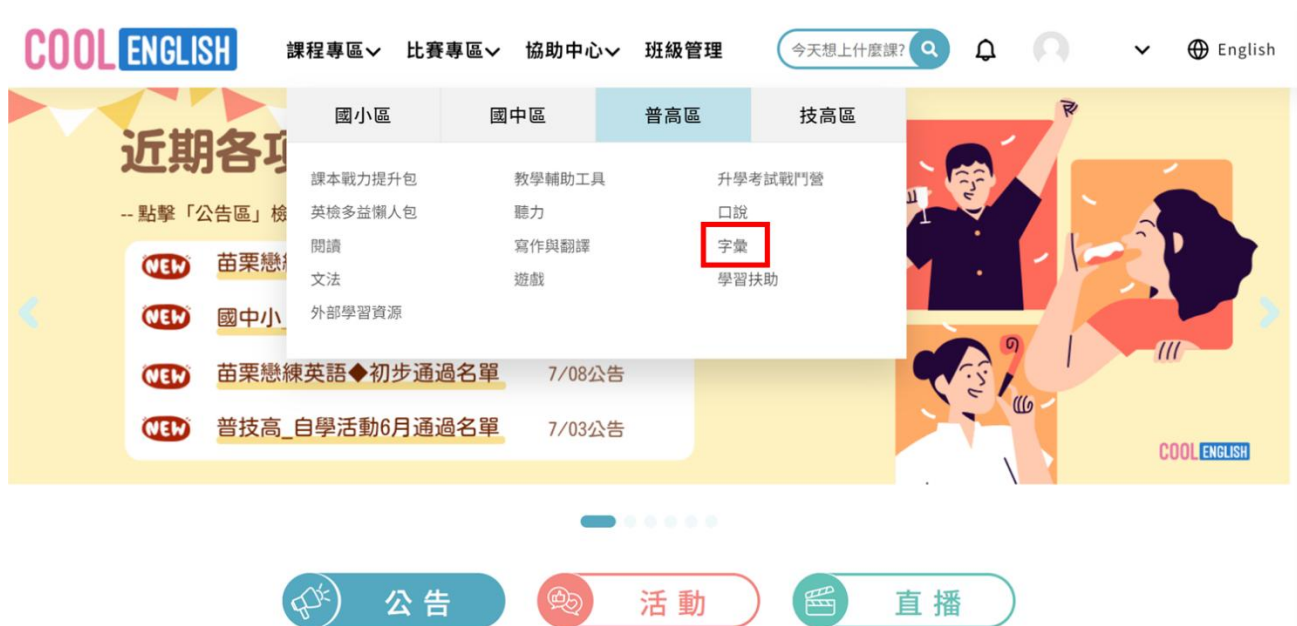 COOL ENGLISH
課程專區 比賽專區 協助中心 班級管理 今天想上什麼課? English
國小區 國中區 普高區 技高區
近期各
課本戰力提升包 教學輔助工具 升學考試戰鬥營
-- 點擊「公告區」檢
英檢多益懶人包 聽力 口說
閱讀 寫作與翻譯 字彙
NEW 苗栗戀
文法 遊戲 學習扶助
外部學習資源
NEW 國中小_
NEW 苗栗戀練英語◆初步通過名單 7/08公告
NEW 普技高_自學活動6月通過名單 7/03公告
COOL ENGLISH
公告 活動 直播